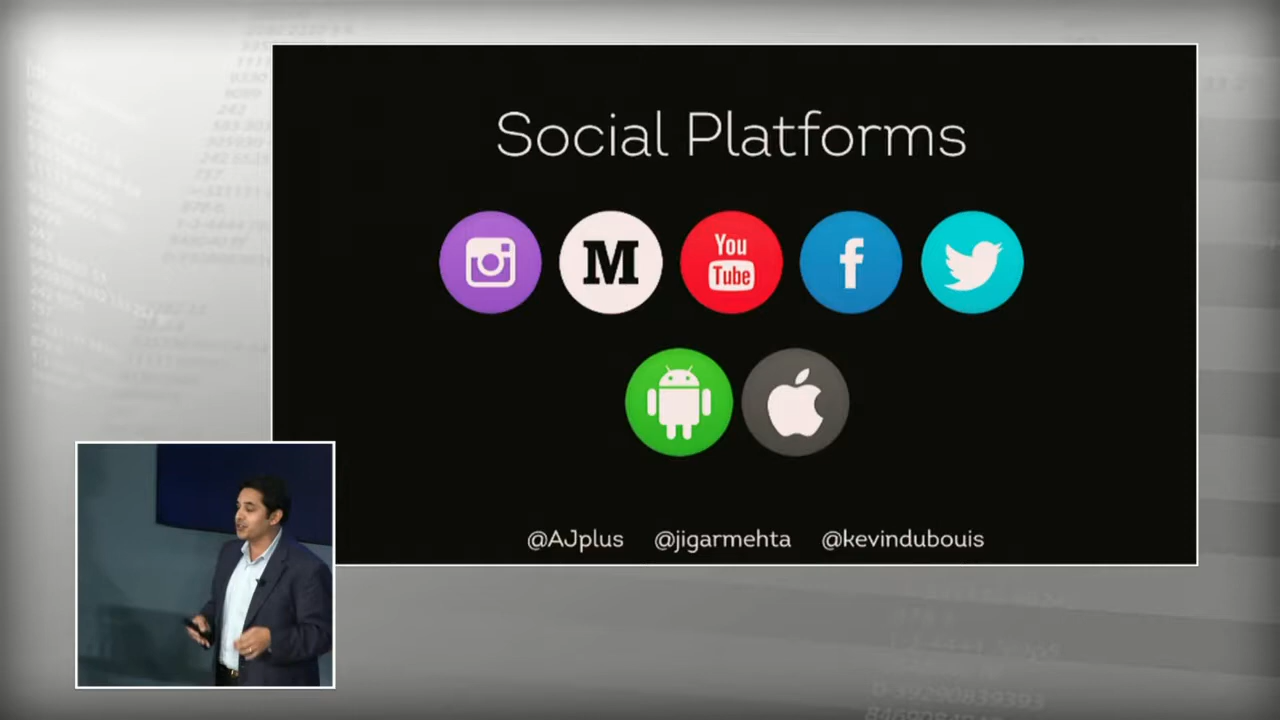 Social Platforms
M
You
Tube
f
@AJplus @jigarmehta @kevindubouis